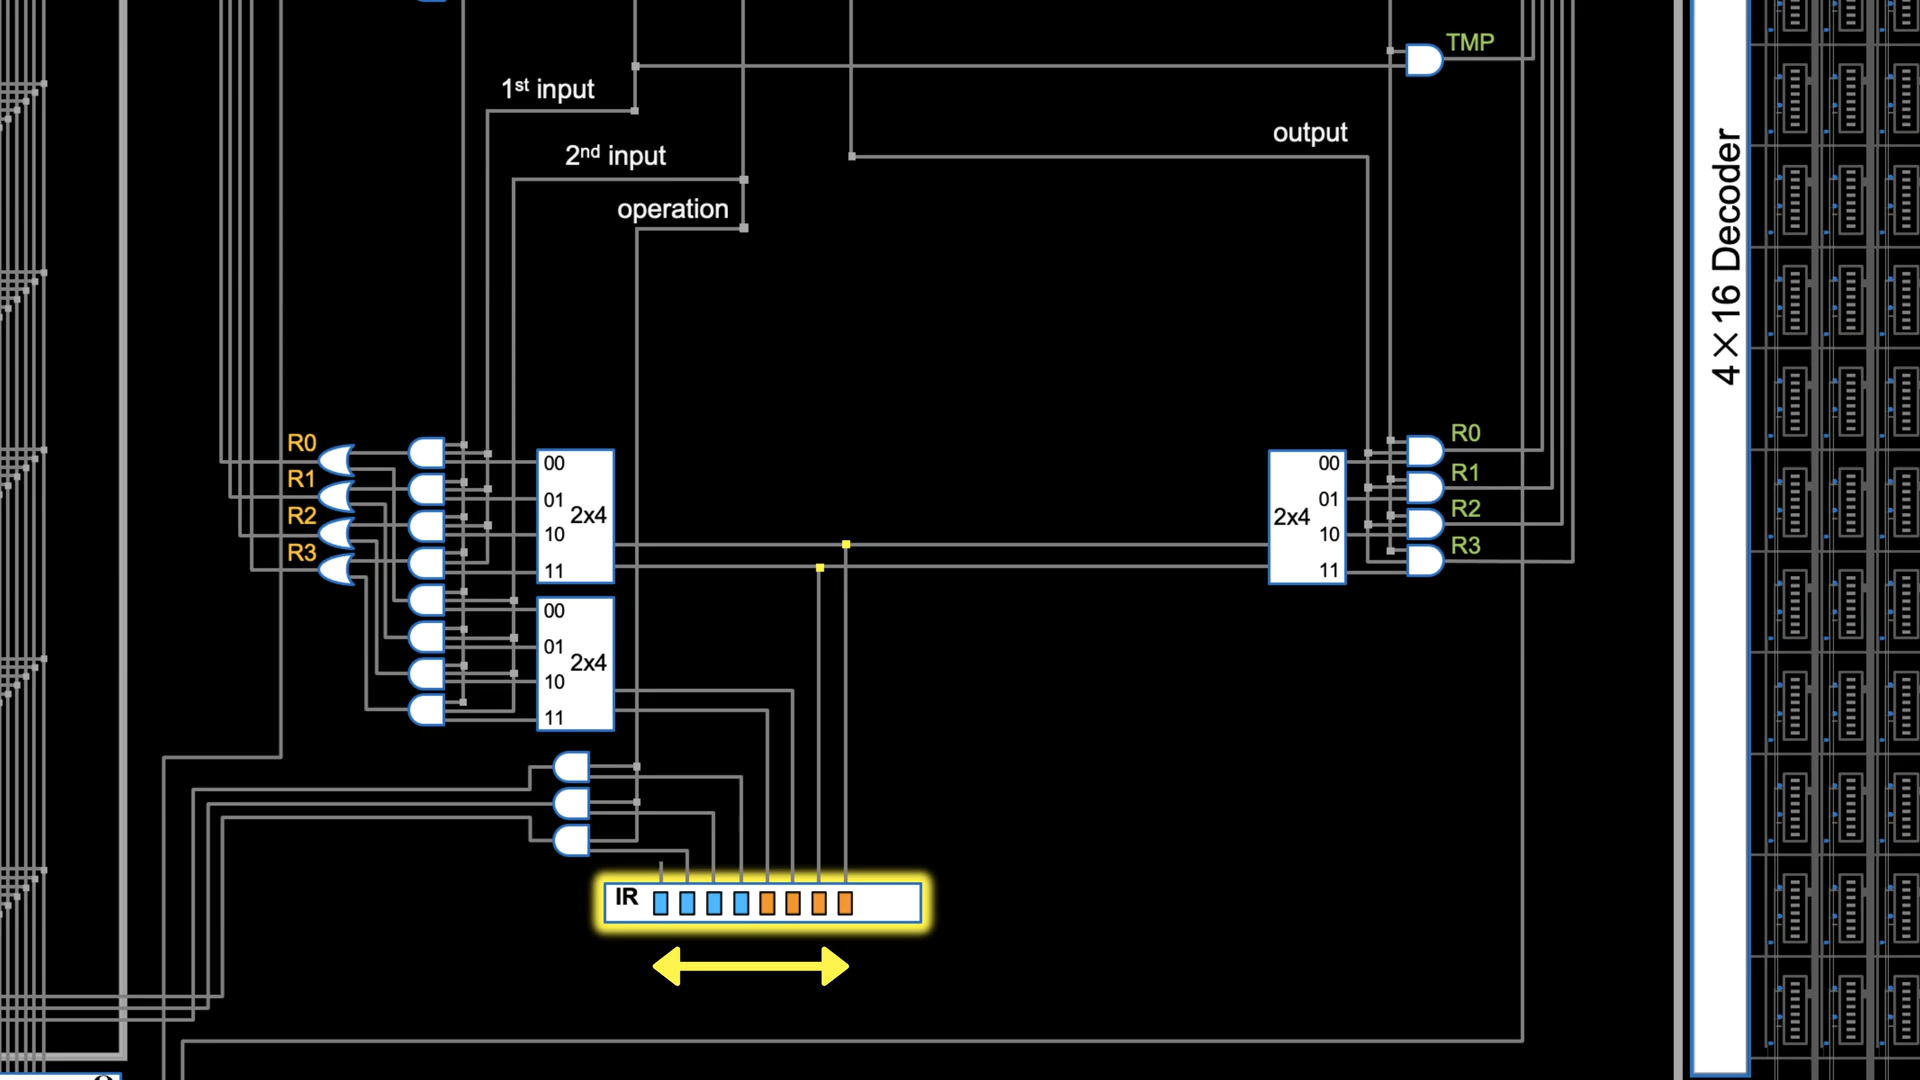 TMP
1st input
output
2nd input
operation
4×16 Decoder
R0
R1
R2
R3
00
01
2x4
10
11
00
01
2x4
10
11
00
01
2x4
10
11
R0
R1
R2
R3
IR